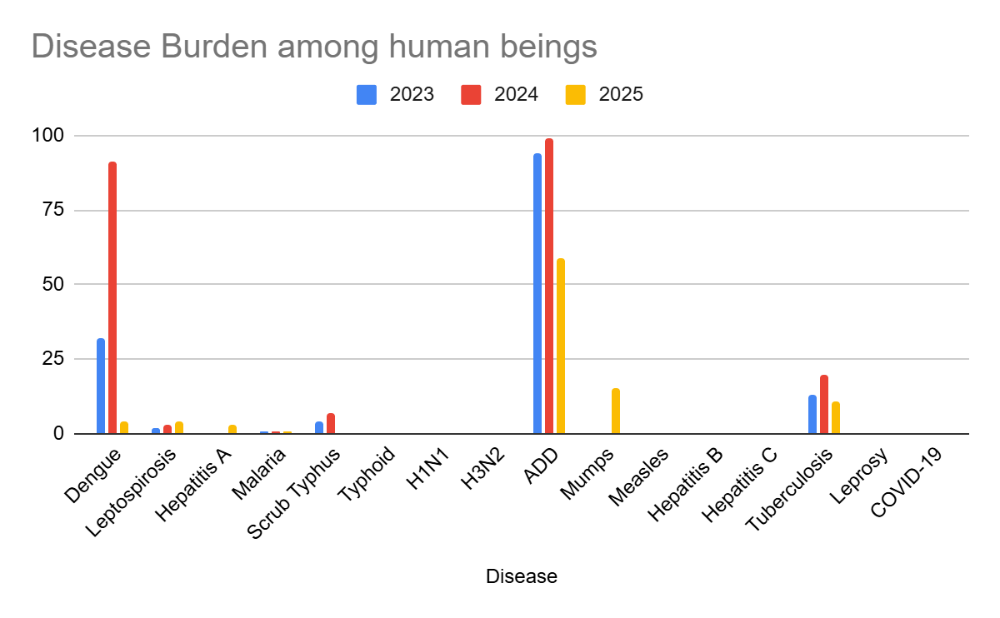 Disease Burden among human beings
2023 2024 2025
100
75
50
25
0
Dengue
Leptospirosis
Hepatitis A
Malaria
Scrub Typhus
Typhoid
H1N1
H3N2
ADD
Mumps
Measles
Hepatitis B
Hepatitis C
Tuberculosis
Leprosy
COVID-19
Disease